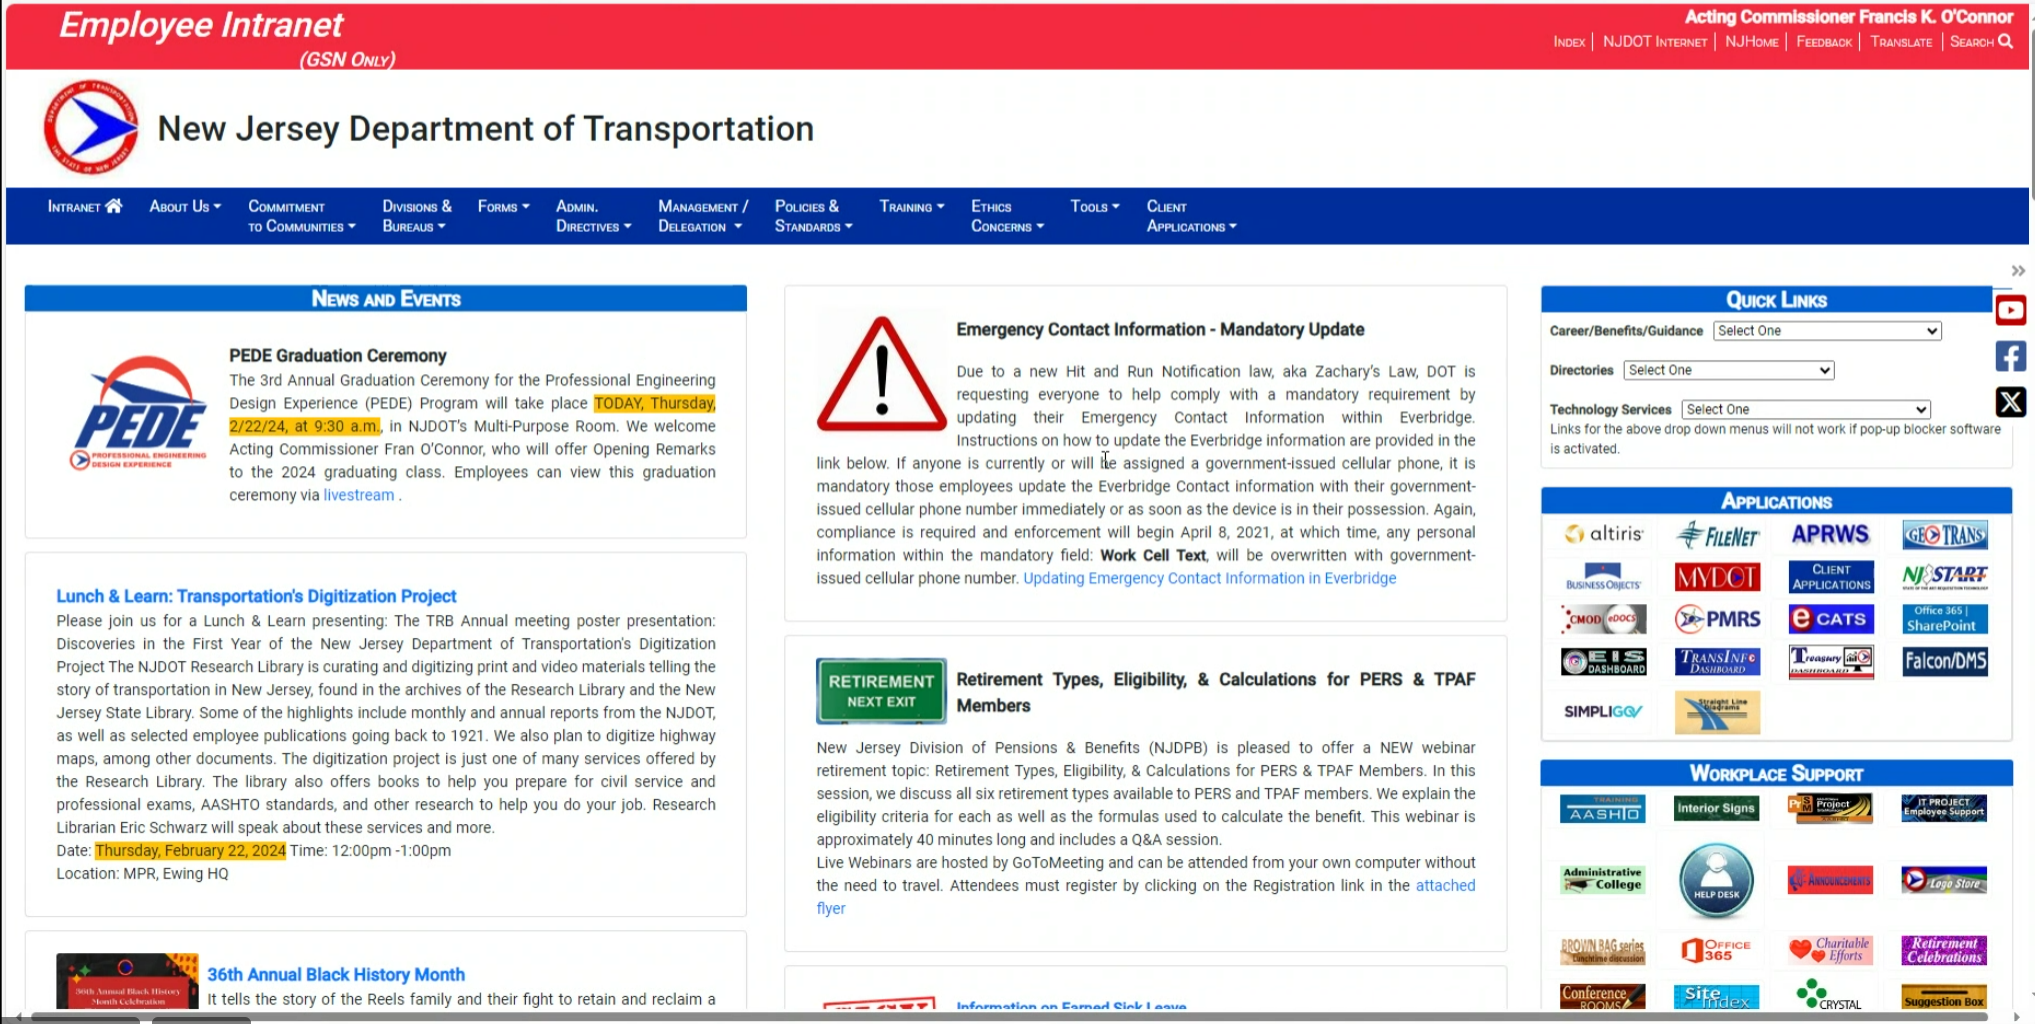 Employee Intranet
(GSN Only)
Acting Commissioner Francis K. O'Connor
Index | NJDOT Internet | NJHome | Feedback | Translate | Search
New Jersey Department of Transportation
Intranet
About Us
Commitment
to Communities
Divisions &
Bureaus
Forms
Admin.
Directives
Management /
Delegation
Policies &
Standards
Training
Ethics
Concerns
Tools
Client
Applications
News and Events
PEDE
PROFESSIONAL ENGINEERING
DESIGN EXPERIENCE
PEDE Graduation Ceremony
The 3rd Annual Graduation Ceremony for the Professional Engineering
Design Experience (PEDE) Program will take place TODAY, Thursday,
2/22/24, at 9:30 a.m., in NJDOT's Multi-Purpose Room. We welcome
Acting Commissioner Fran O'Connor, who will offer Opening Remarks
to the 2024 graduating class. Employees can view this graduation
ceremony via livestream .
Lunch & Learn: Transportation's Digitization Project
Please join us for a Lunch & Learn presenting: The TRB Annual meeting poster presentation:
Discoveries in the First Year of the New Jersey Department of Transportation's Digitization
Project The NJDOT Research Library is curating and digitizing print and video materials telling the
story of transportation in New Jersey, found in the archives of the Research Library and the New
Jersey State Library. Some of the highlights include monthly and annual reports from the NJDOT,
as well as selected employee publications going back to 1921. We also plan to digitize highway
maps, among other documents. The digitization project is just one of many services offered by
the Research Library. The library also offers books to help you prepare for civil service and
professional exams, AASHTO standards, and other research to help you do your job. Research
Librarian Eric Schwarz will speak about these services and more.
Date: Thursday, February 22, 2024 Time: 12:00pm -1:00pm
Location: MPR, Ewing HQ
36th Annual Black History
Month Celebration
36th Annual Black History Month
It tells the story of the Reels family and their fight to retain and reclaim a
Emergency Contact Information - Mandatory Update
Due to a new Hit and Run Notification law, aka Zachary's Law, DOT is
requesting everyone to help comply with a mandatory requirement by
updating their Emergency Contact Information within Everbridge.
Instructions on how to update the Everbridge information are provided in the
link below. If anyone is currently or will be assigned a government-issued cellular phone, it is
mandatory those employees update the Everbridge Contact information with their government-
issued cellular phone number immediately or as soon as the device is in their possession. Again,
compliance is required and enforcement will begin April 8, 2021, at which time, any personal
information within the mandatory field: Work Cell Text, will be overwritten with government-
issued cellular phone number. Updating Emergency Contact Information in Everbridge
RETIREMENT
NEXT EXIT
Retirement Types, Eligibility, & Calculations for PERS & TPAF
Members
New Jersey Division of Pensions & Benefits (NJDPB) is pleased to offer a NEW webinar
retirement topic: Retirement Types, Eligibility, & Calculations for PERS & TPAF Members. In this
session, we discuss all six retirement types available to PERS and TPAF members. We explain the
eligibility criteria for each as well as the formulas used to calculate the benefit. This webinar is
approximately 40 minutes long and includes a Q&A session.
Live Webinars are hosted by GoToMeeting and can be attended from your own computer without
the need to travel. Attendees must register by clicking on the Registration link in the attached
flyer
Information on Earned Sick Leave
Quick Links
Career/Benefits/Guidance Select One
Directories Select One
Technology Services Select One
Links for the above drop down menus will not work if pop-up blocker software
is activated.
Applications
altiris
FileNet
APRWS
GEOTRANS
Business Objects
MYDOT
Client
Applications
NJSTART
CMOD eDOCS
PMRS
e CATS
Office 365 |
SharePoint
EIS
DASHBOARD
TransInfo
Dashboard
Treasury
DASHBOARD
Falcon/DMS
SIMPLIGOV
Straight Line
Diagrams
Workplace Support
TRAINING
AASHTO
Interior Signs
Project
IT PROJECT
Employee Support
Administrative
College
HELP DESK
Announcements
Logo Store
BROWN BAG series
Lunchtime discussion
OFFICE
365
Charitable
Efforts
Retirement
Celebrations
Conference
ROOMS
Site
Index
CRYSTAL
Suggestion Box